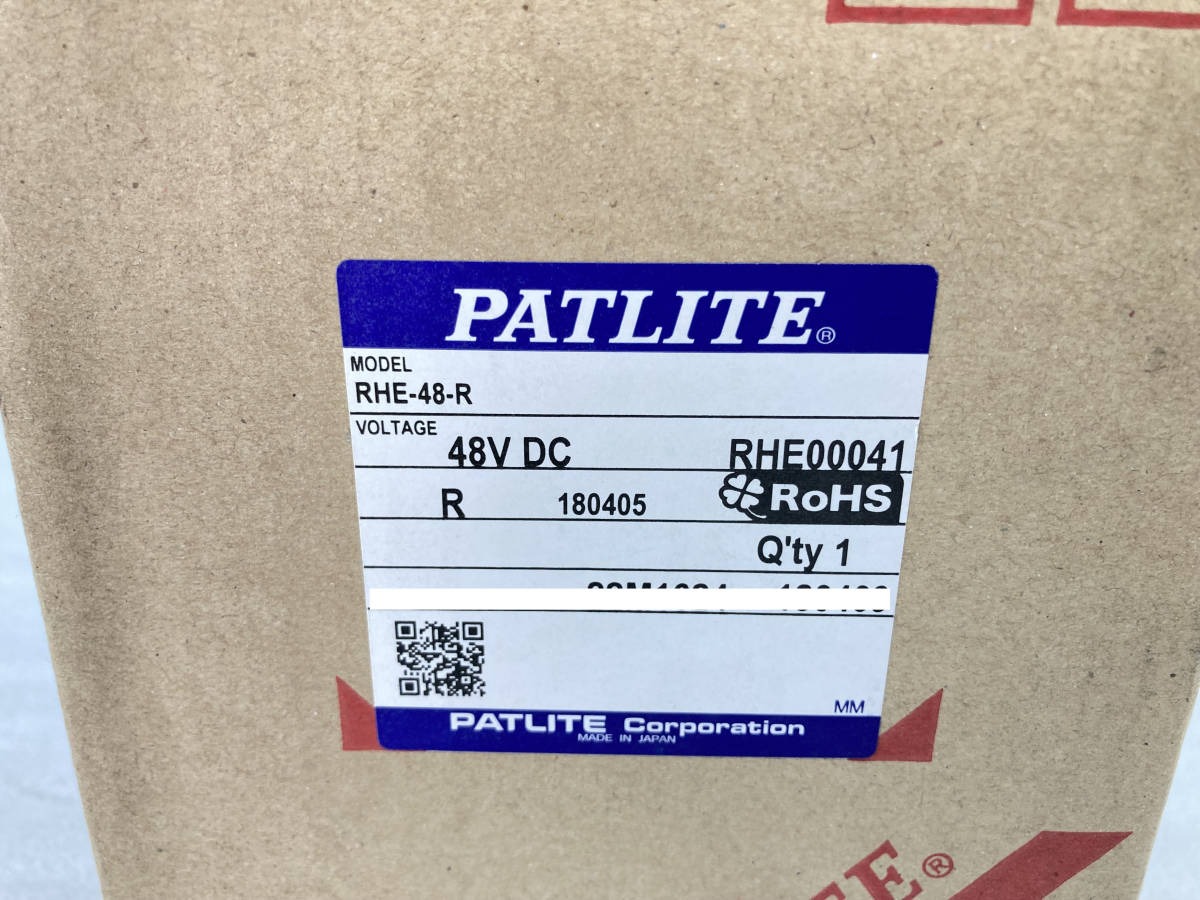 PATLITE®
MODEL
RHE-48-R
VOLTAGE
48V DC RHE00041
R 180405 RoHS
Q'ty 1
MM
PATLITE Corporation
MADE IN JAPAN